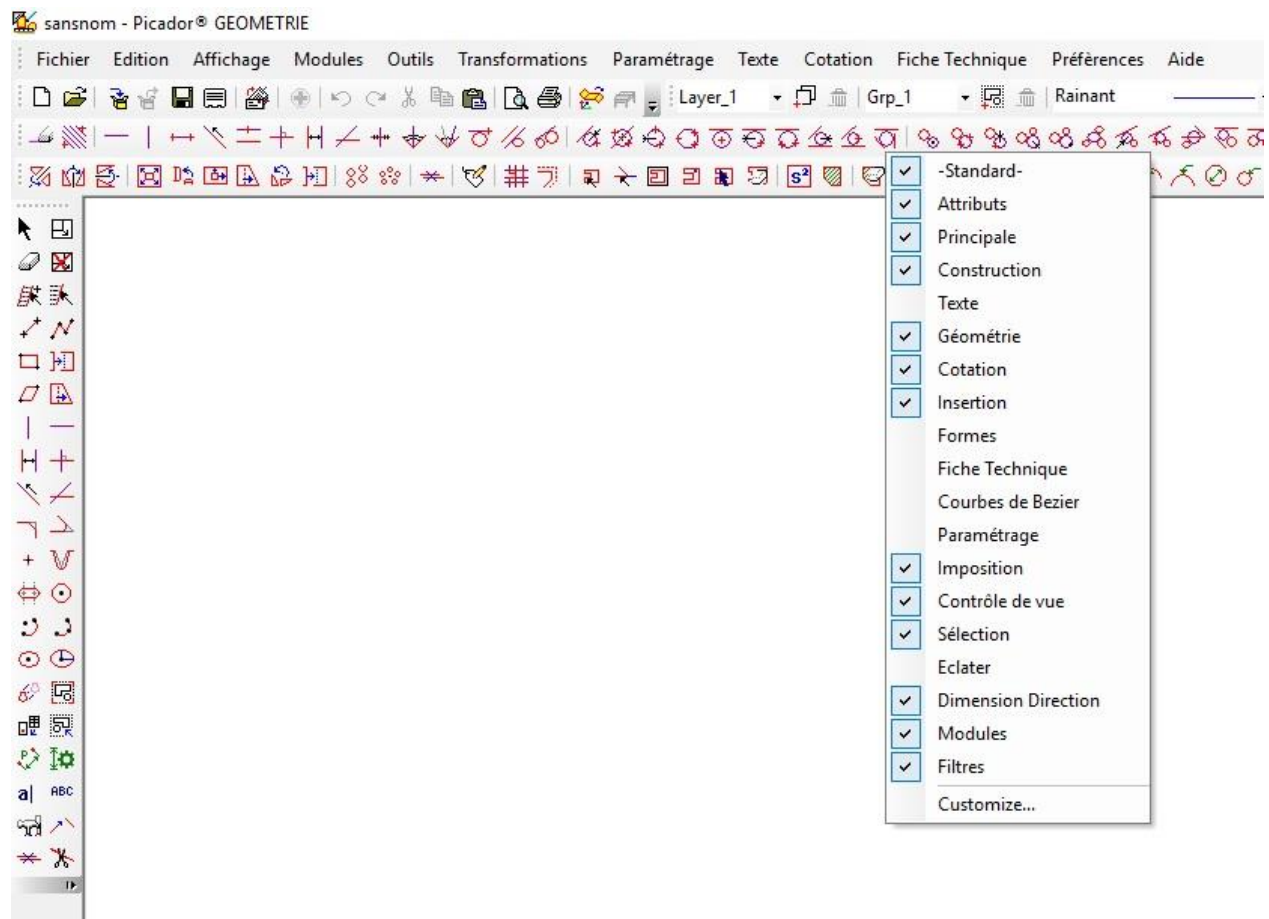 sansnom - Picador® GEOMETRIE
Fichier Edition Affichage Modules Outils Transformations Paramétrage Texte Cotation Fiche Technique Préfèrences Aide
Layer_1 Grp_1 Rainant
-Standard-
Attributs
Principale
Construction
Texte
Géométrie
Cotation
Insertion
Formes
Fiche Technique
Courbes de Bezier
Paramétrage
Imposition
Contrôle de vue
Sélection
Eclater
Dimension Direction
Modules
Filtres
Customize...
a| ABC